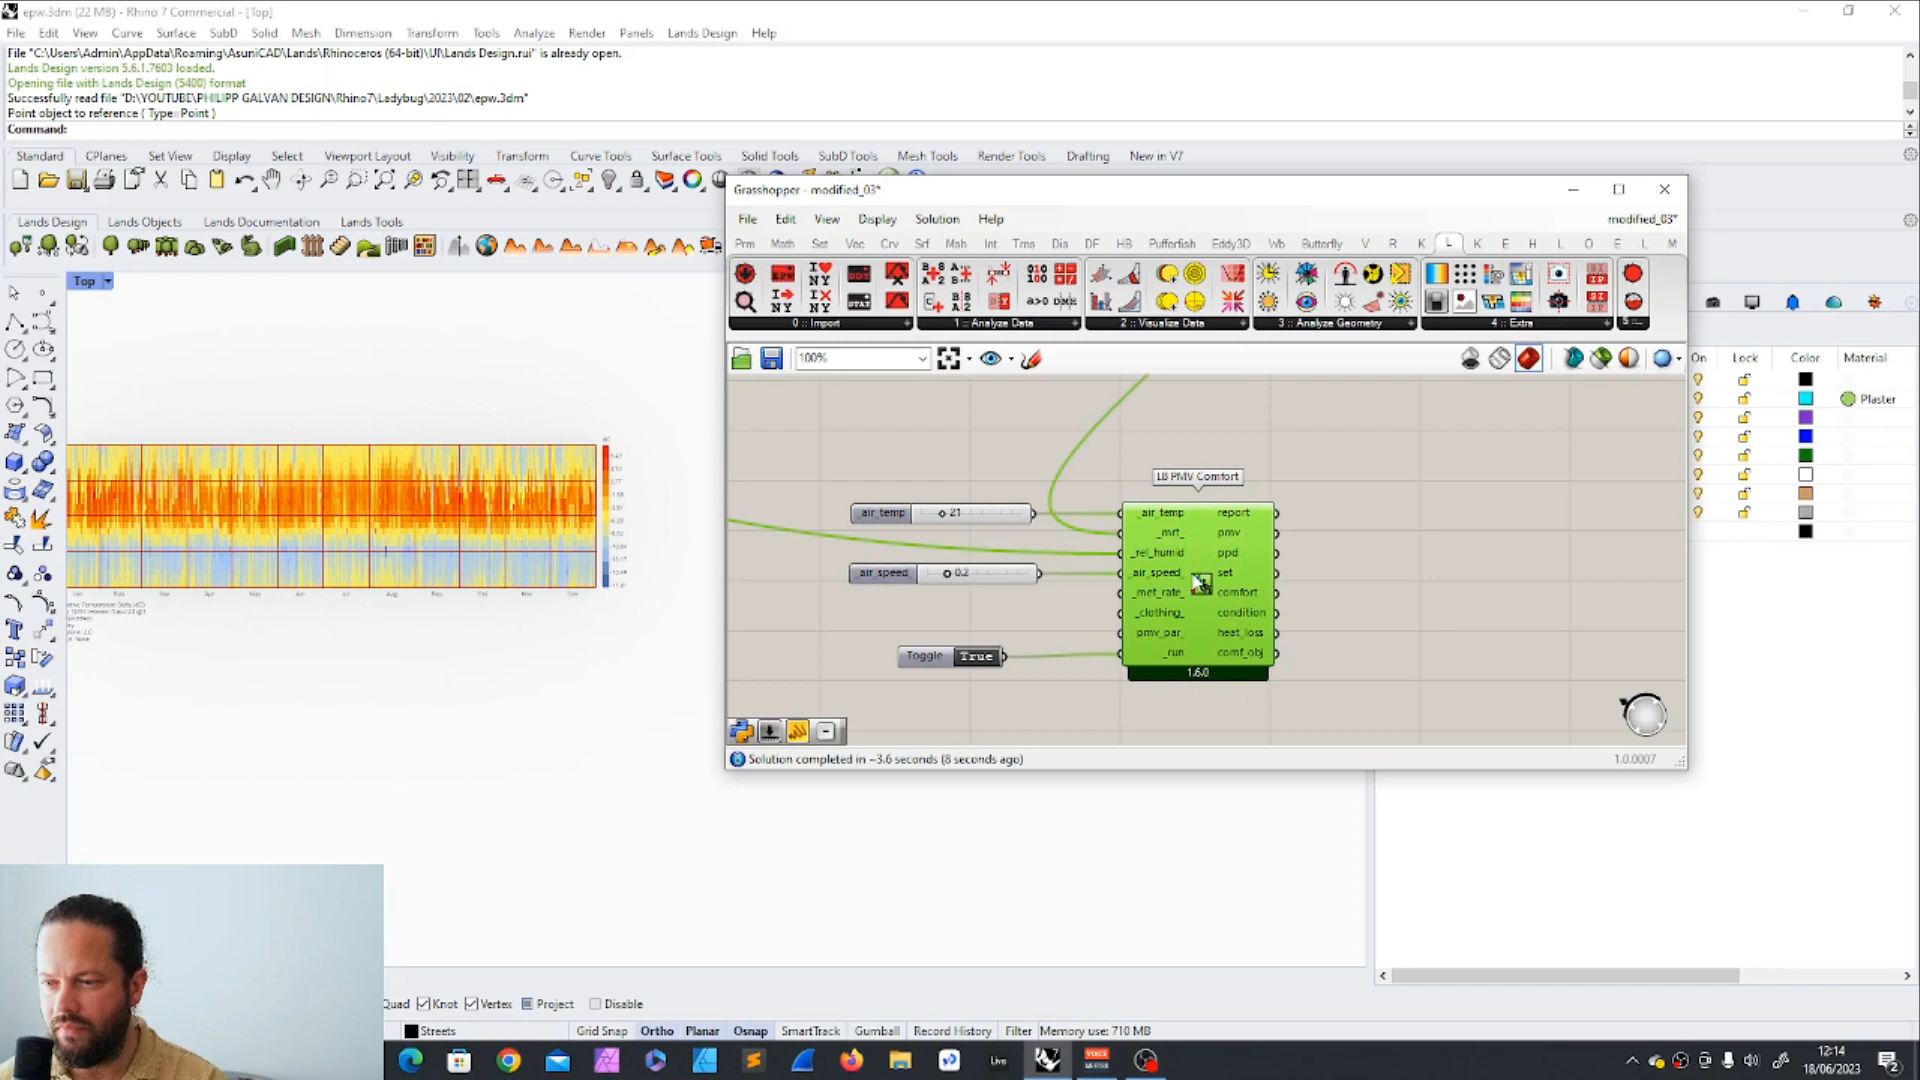 epw.3dm (22 MB) - Rhino 7 Commercial - [Top]
File Edit View Curve Surface SubD Solid Mesh Dimension Transform Tools Analyze Render Panels Lands Design Help
File "C:\Users\Admin\AppData\Roaming\AsuniCAD\Lands\Rhinoceros (64-bit)\UI\Lands Design.rui" is already open.
Lands Design version 5.6.1.7603 loaded.
Opening file with Lands Design (5400) format
Successfully read file "D:\YOUTUBE\PHILIPP GALVAN DESIGN\Rhino7\Ladybug\2023\02\epw.3dm"
Point object to reference ( Type=Point )
Command:
Standard CPlanes Set View Display Select Viewport Layout Visibility Transform Curve Tools Surface Tools Solid Tools SubD Tools Mesh Tools Render Tools Drafting New in V7
Lands Design Lands Objects Lands Documentation Lands Tools
Top
Grasshopper - modified_03*
File Edit View Display Solution Help
modified_03*
Prm Math Set Vec Crv Srf Msh Int Trns Dis DF HB Pufferfish Eddy3D Wb Butterfly V R K L K E H L O E L M
0 :: Import
1 :: Analyze Data
2 :: Visualize Data
3 :: Analyze Geometry
4 :: Extra
100%
On Lock Color Material
Plaster
LB PMV Comfort
_air_temp 21
_air_speed_ 0.2
Toggle True
_air_temp report
_mrt_ pmv
_rel_humid ppd
_air_speed_ set
_met_rate_ comfort
_clothing_ condition
pmv_par_ heat_loss
_run comf_obj
1.6.0
Solution completed in ~3.6 seconds (8 seconds ago)
1.0.0007
Quad Knot Vertex Project Disable
Streets
Grid Snap Ortho Planar Osnap SmartTrack Gumball Record History Filter Memory use: 710 MB
Live
12:14
18/06/2023
2